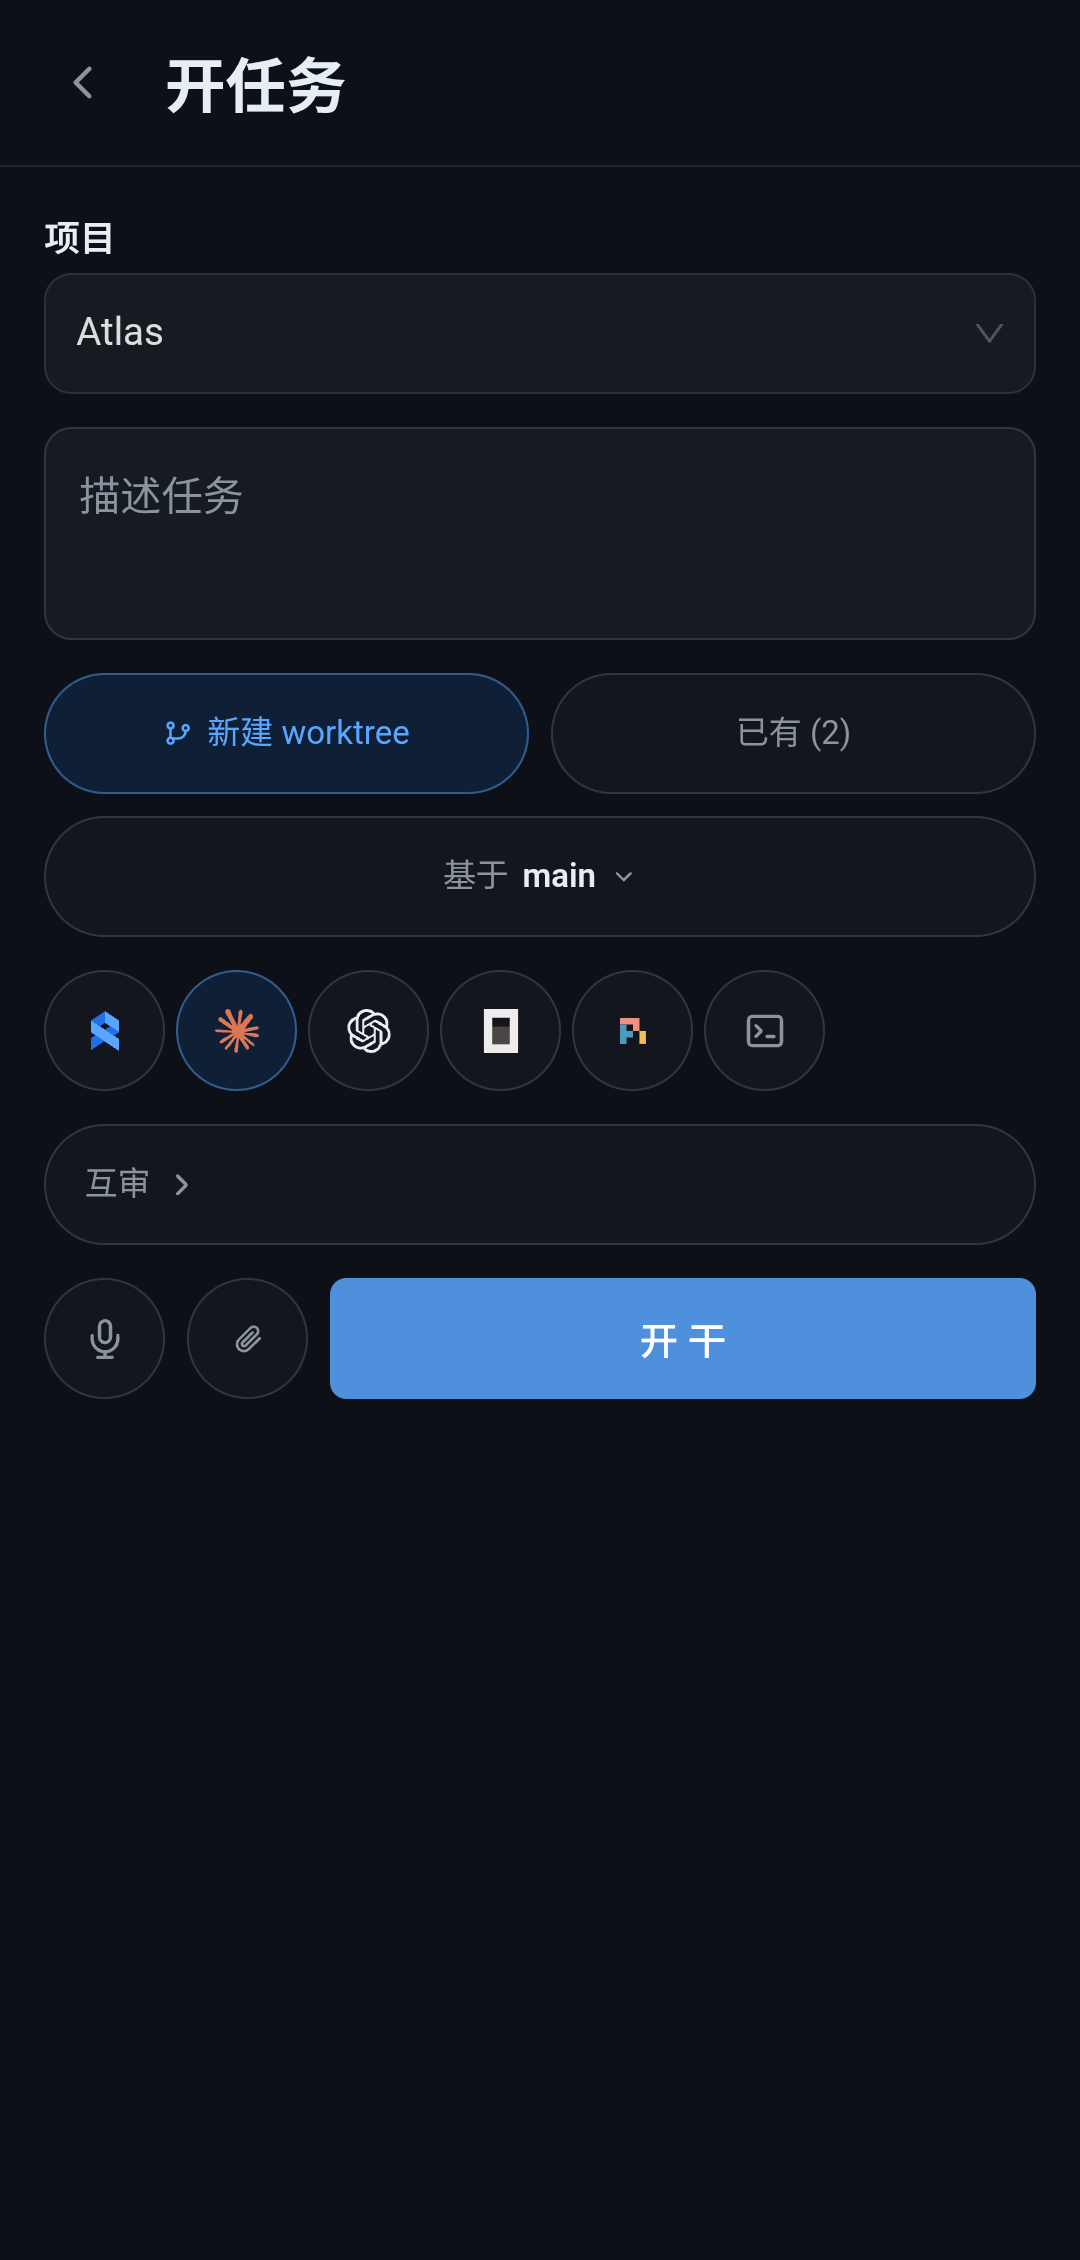 开任务
项目
Atlas
描述任务
新建 worktree
已有 (2)
基于 main
互审
开 干